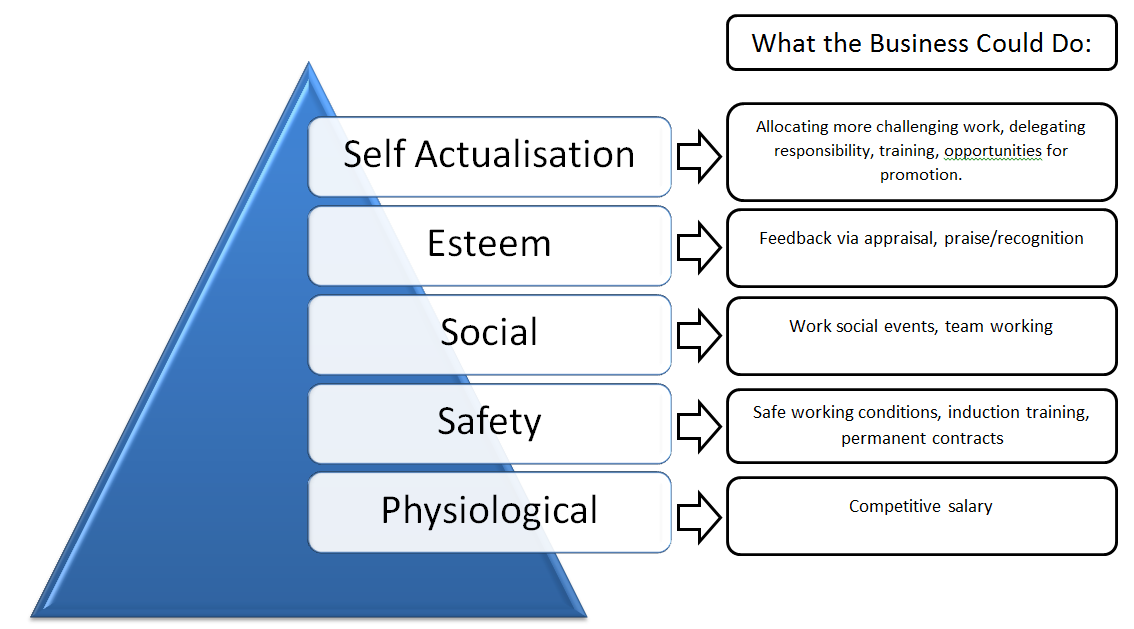 What the Business Could Do:
Self Actualisation
Allocating more challenging work, delegating
responsibility, training, opportunities for
promotion.
Esteem
Feedback via appraisal, praise/recognition
Social
Work social events, team working
Safety
Safe working conditions, induction training,
permanent contracts
Physiological
Competitive salary